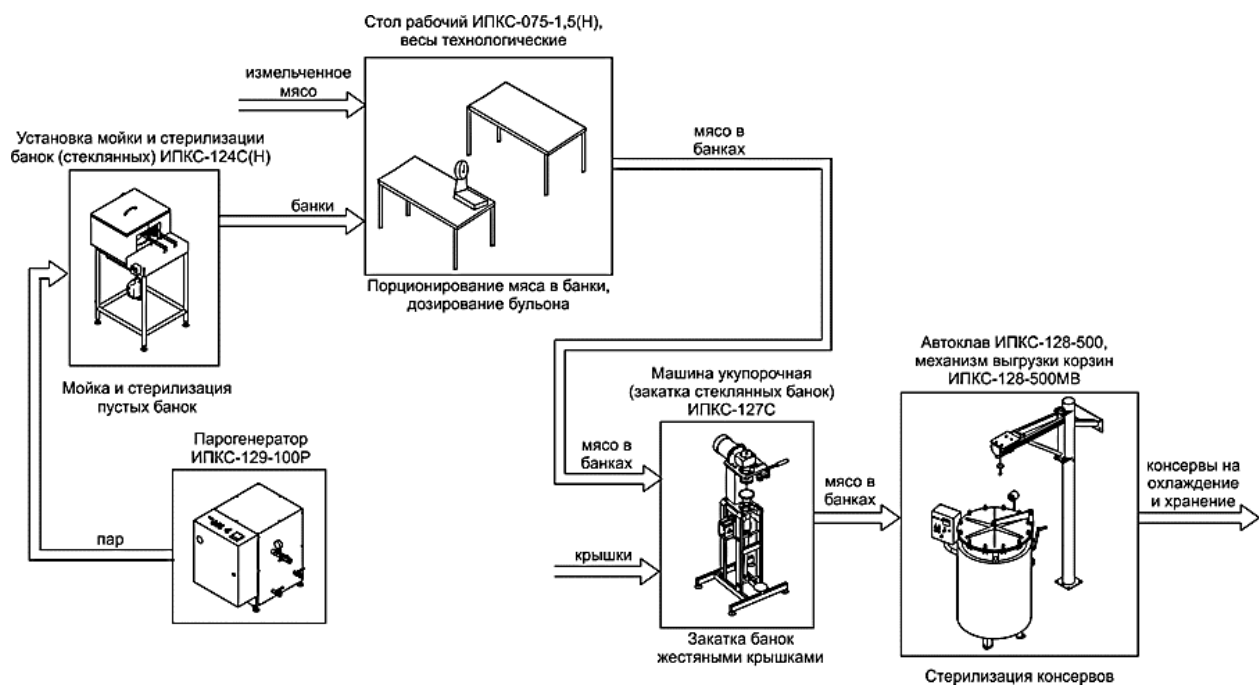 Стол рабочий ИПКС-075-1,5(Н),
весы технологические
измельченное
мясо
Установка мойки и стерилизации
банок (стеклянных) ИПКС-124С(Н)
банки
мясо в
банках
Порционирование мяса в банки,
дозирование бульона
Мойка и стерилизация
пустых банок
Парогенератор
ИПКС-129-100Р
пар
Машина укупорочная
(закатка стеклянных банок)
ИПКС-127С
мясо в
банках
крышки
Закатка банок
жестяными крышками
мясо в
банках
Автоклав ИПКС-128-500,
механизм выгрузки корзин
ИПКС-128-500МВ
консервы на
охлаждение
и хранение
Стерилизация консервов